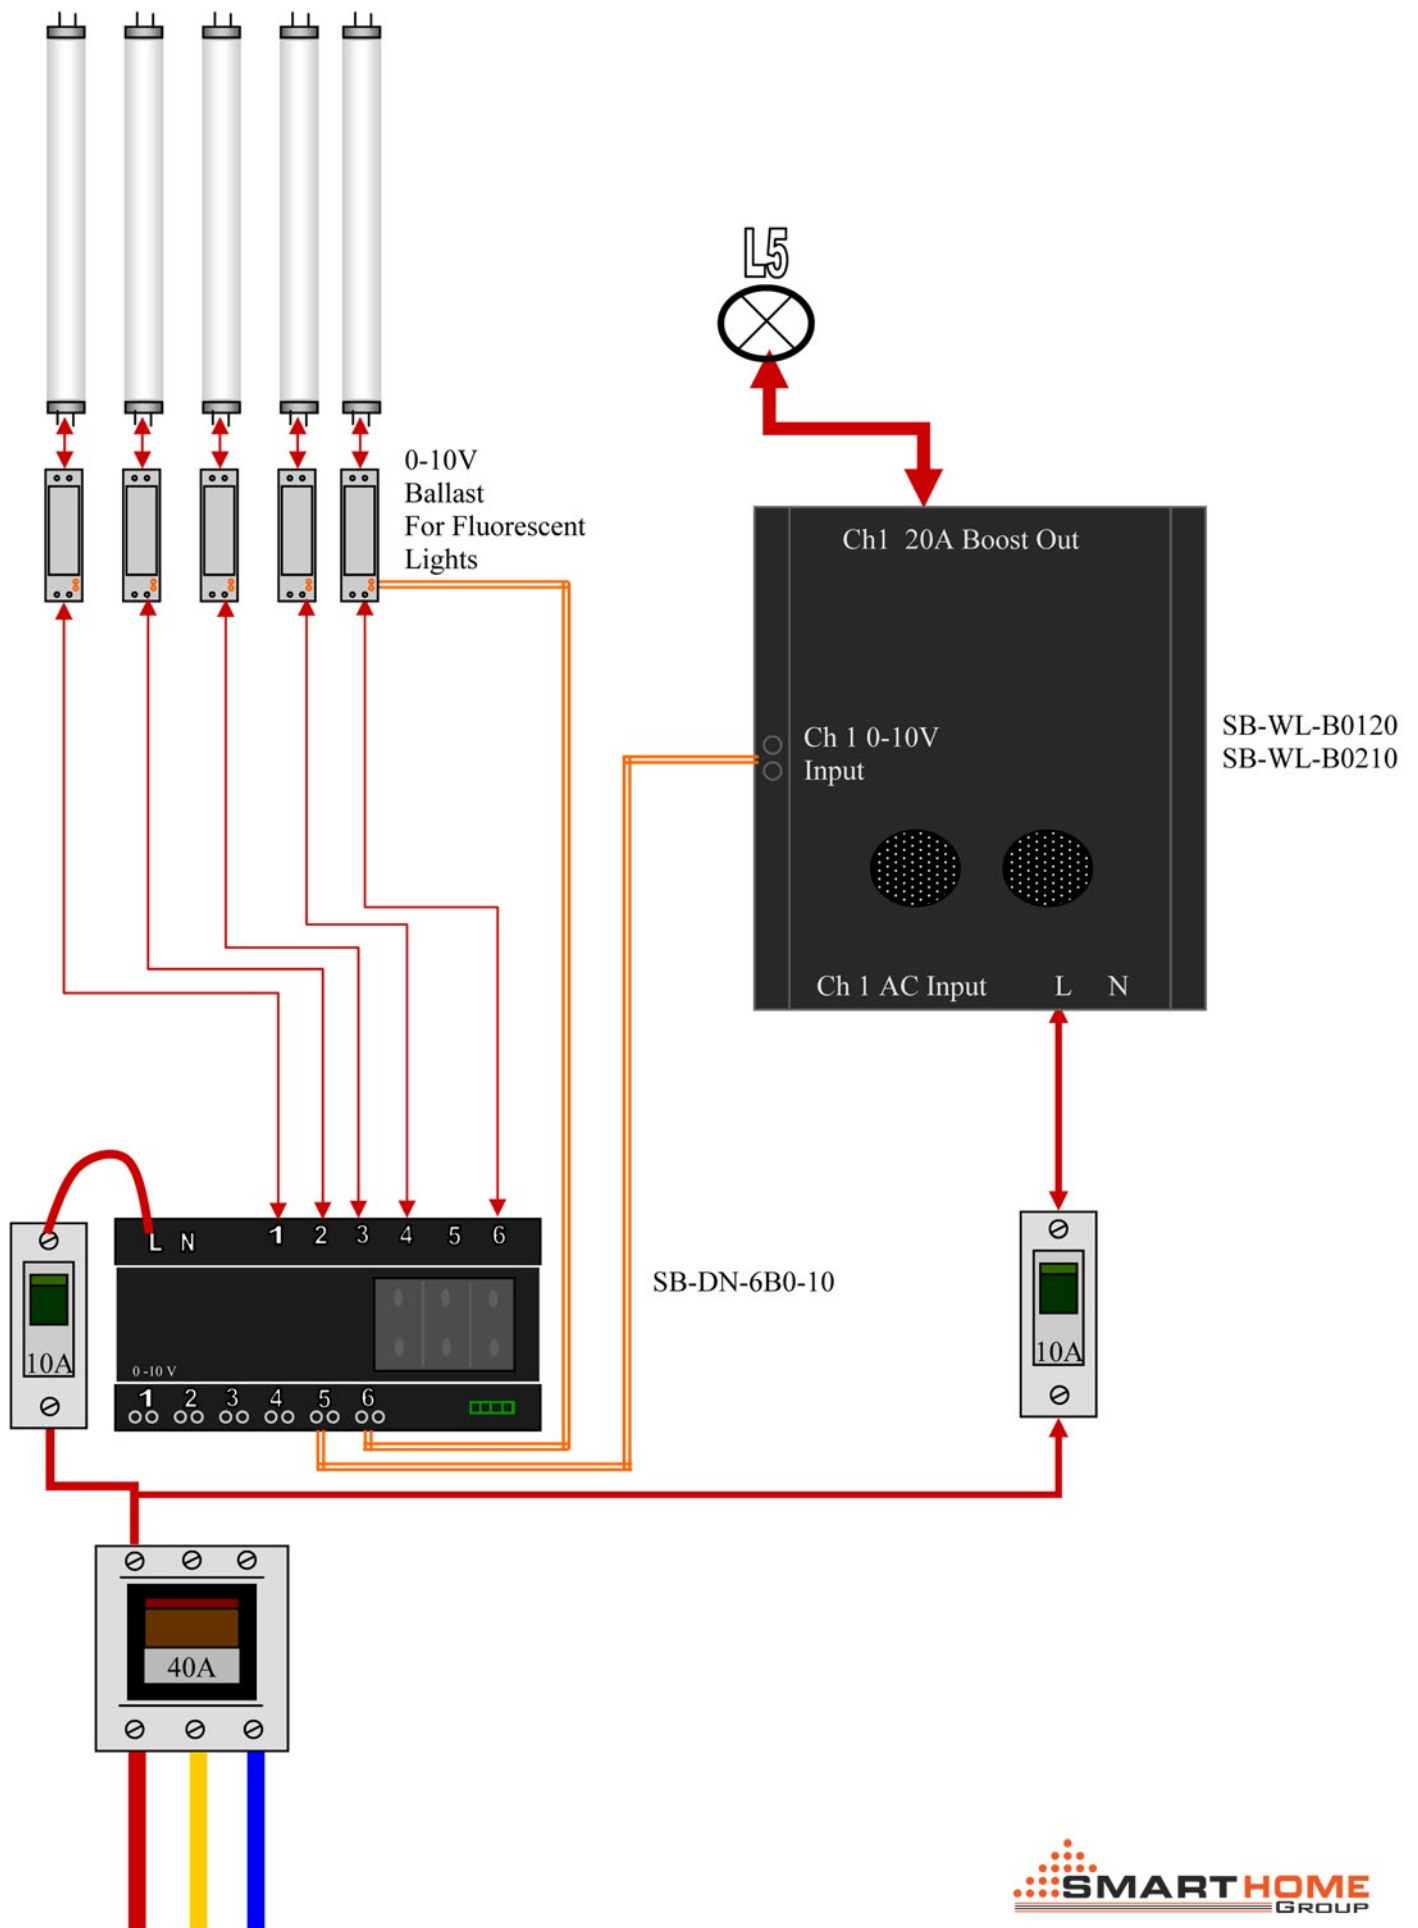 L5
0-10V
Ballast
For Fluorescent
Lights
Ch1 20A Boost Out
Ch 1 0-10V
Input
SB-WL-B0120
SB-WL-B0210
Ch 1 AC Input L N
L N 1 2 3 4 5 6
SB-DN-6B0-10
10A
10A
0 -10 V
1 2 3 4 5 6
40A
SMART HOME
GROUP